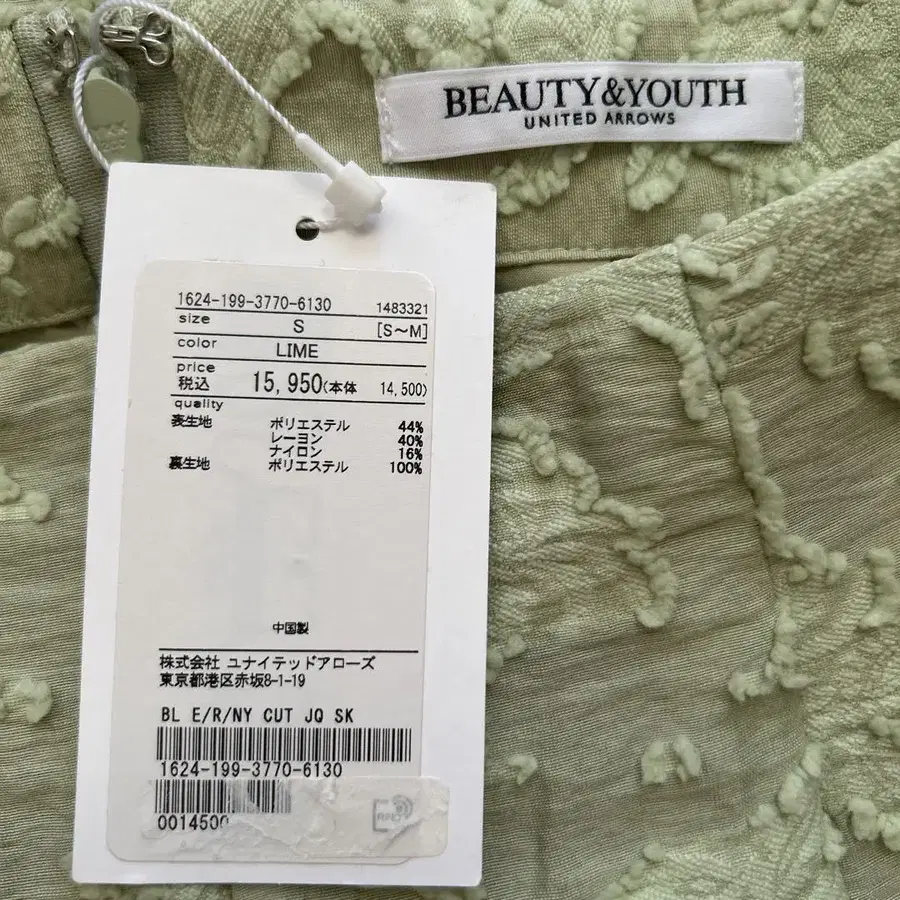 BEAUTY&YOUTH
UNITED ARROWS
1624-199-3770-6130 1483321
size S [S〜M]
color LIME
price
税込 15,950(本体 14,500)
quality
表生地 ポリエステル 44%
レーヨン 40%
ナイロン 16%
裏生地 ポリエステル 100%
中国製
株式会社 ユナイテッドアローズ
東京都港区赤坂8-1-19
BL E/R/NY CUT JQ SK
1624-199-3770-6130
0014500
RFID